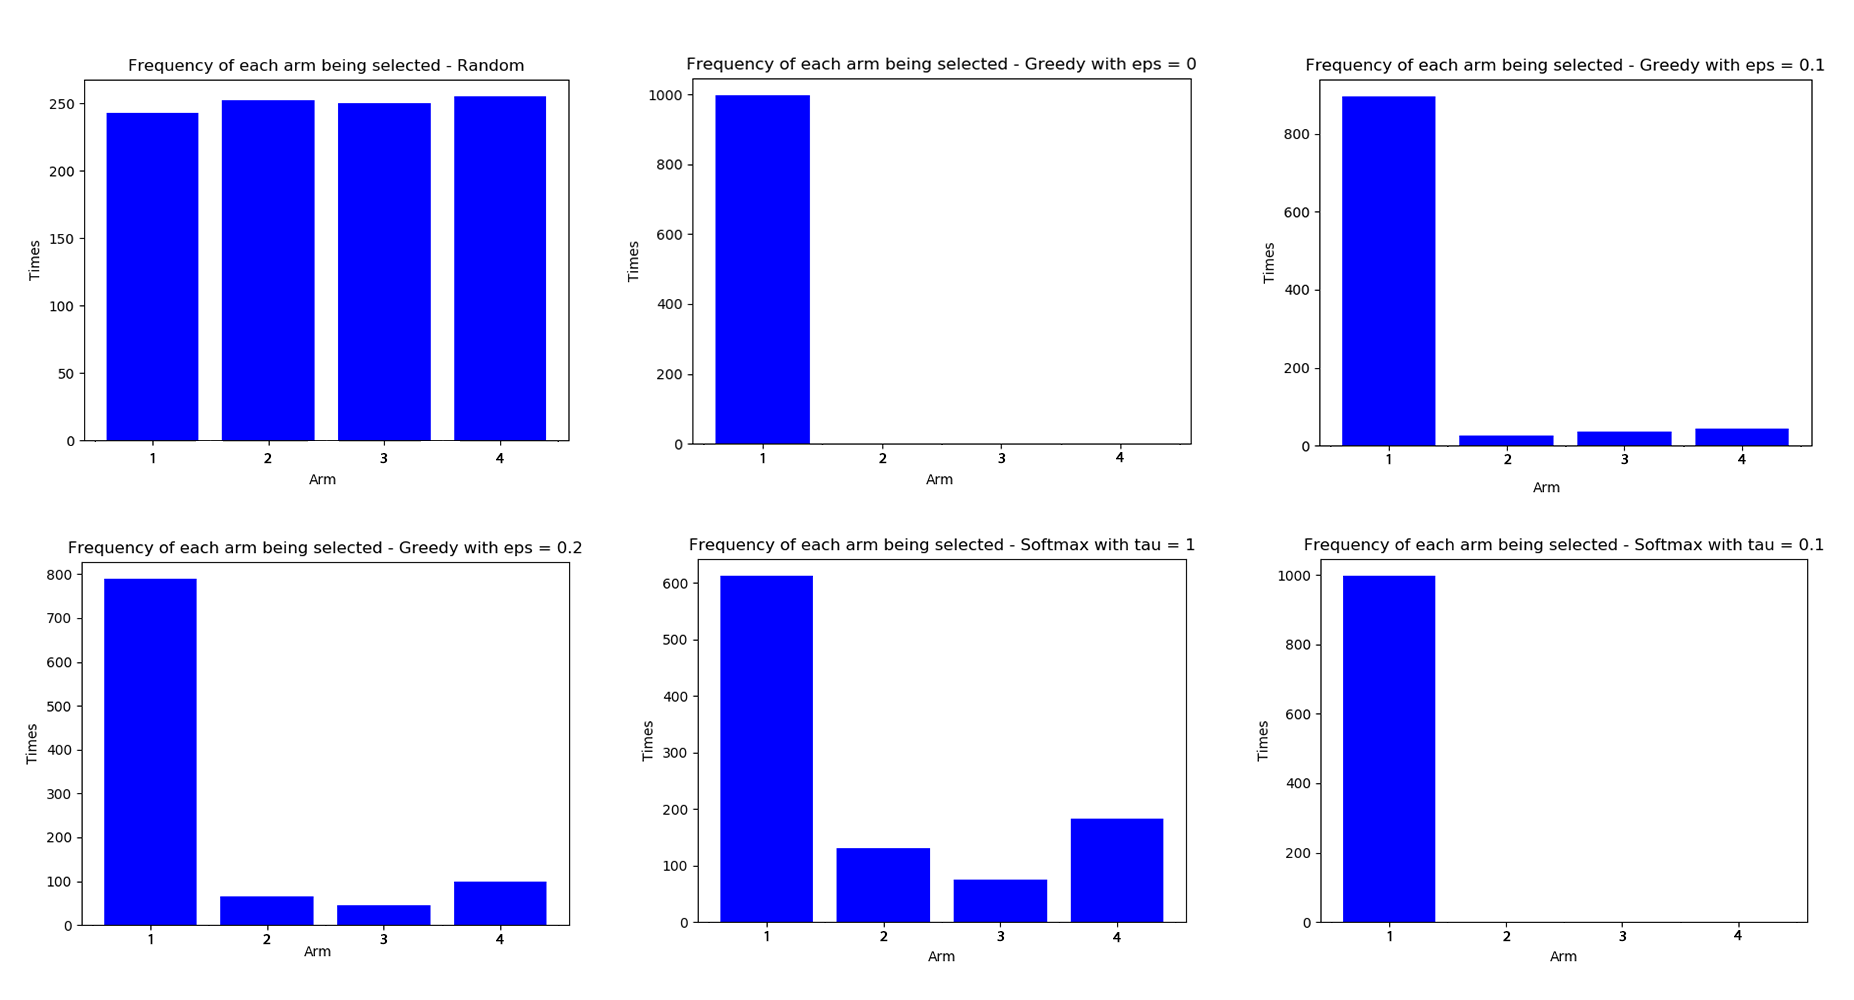 Frequency of each arm being selected - Random
250
200
150
100
50
0
Times
1 2 3 4
Arm
Frequency of each arm being selected - Greedy with eps = 0
1000
800
600
400
200
0
Times
1 2 3 4
Arm
Frequency of each arm being selected - Greedy with eps = 0.1
800
600
400
200
0
Times
1 2 3 4
Arm
Frequency of each arm being selected - Greedy with eps = 0.2
800
700
600
500
400
300
200
100
0
Times
1 2 3 4
Arm
Frequency of each arm being selected - Softmax with tau = 1
600
500
400
300
200
100
0
Times
1 2 3 4
Arm
Frequency of each arm being selected - Softmax with tau = 0.1
1000
800
600
400
200
0
Times
1 2 3 4
Arm